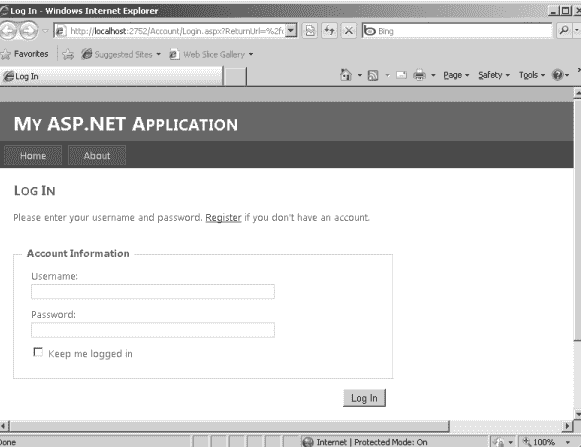 Log In - Windows Internet Explorer
http://localhost:2752/Account/Login.aspx?ReturnUrl=%2f
Bing
Favorites Suggested Sites Web Slice Gallery
Log In Page Safety Tools
MY ASP.NET APPLICATION
Home About
LOG IN
Please enter your username and password. Register if you don't have an account.
Account Information
Username:
Password:
Keep me logged in
Log In
Done Internet | Protected Mode: On 100%